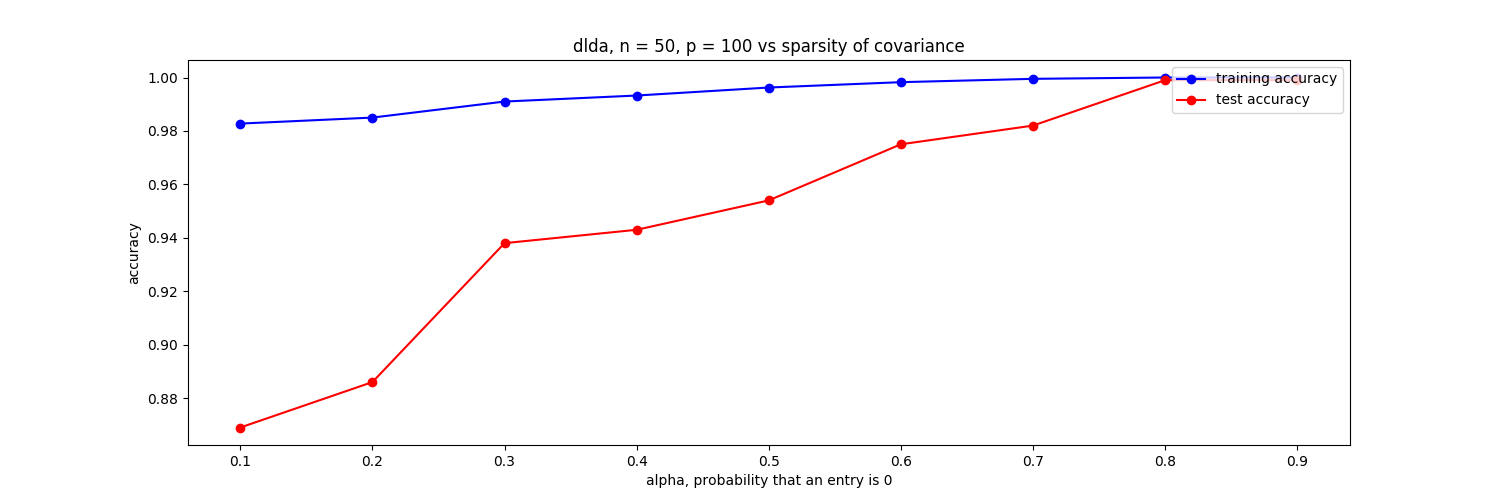 dlda, n = 50, p = 100 vs sparsity of covariance
1.00
0.98
0.96
0.94
0.92
0.90
0.88
accuracy
training accuracy
test accuracy
0.1 0.2 0.3 0.4 0.5 0.6 0.7 0.8 0.9
alpha, probability that an entry is 0